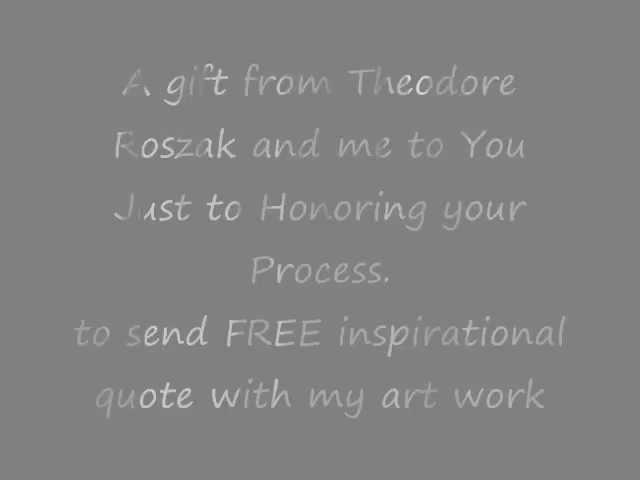 A gift from Theodore
Roszak and me to You
Just to Honoring your
Process.
to send FREE inspirational
quote with my art work